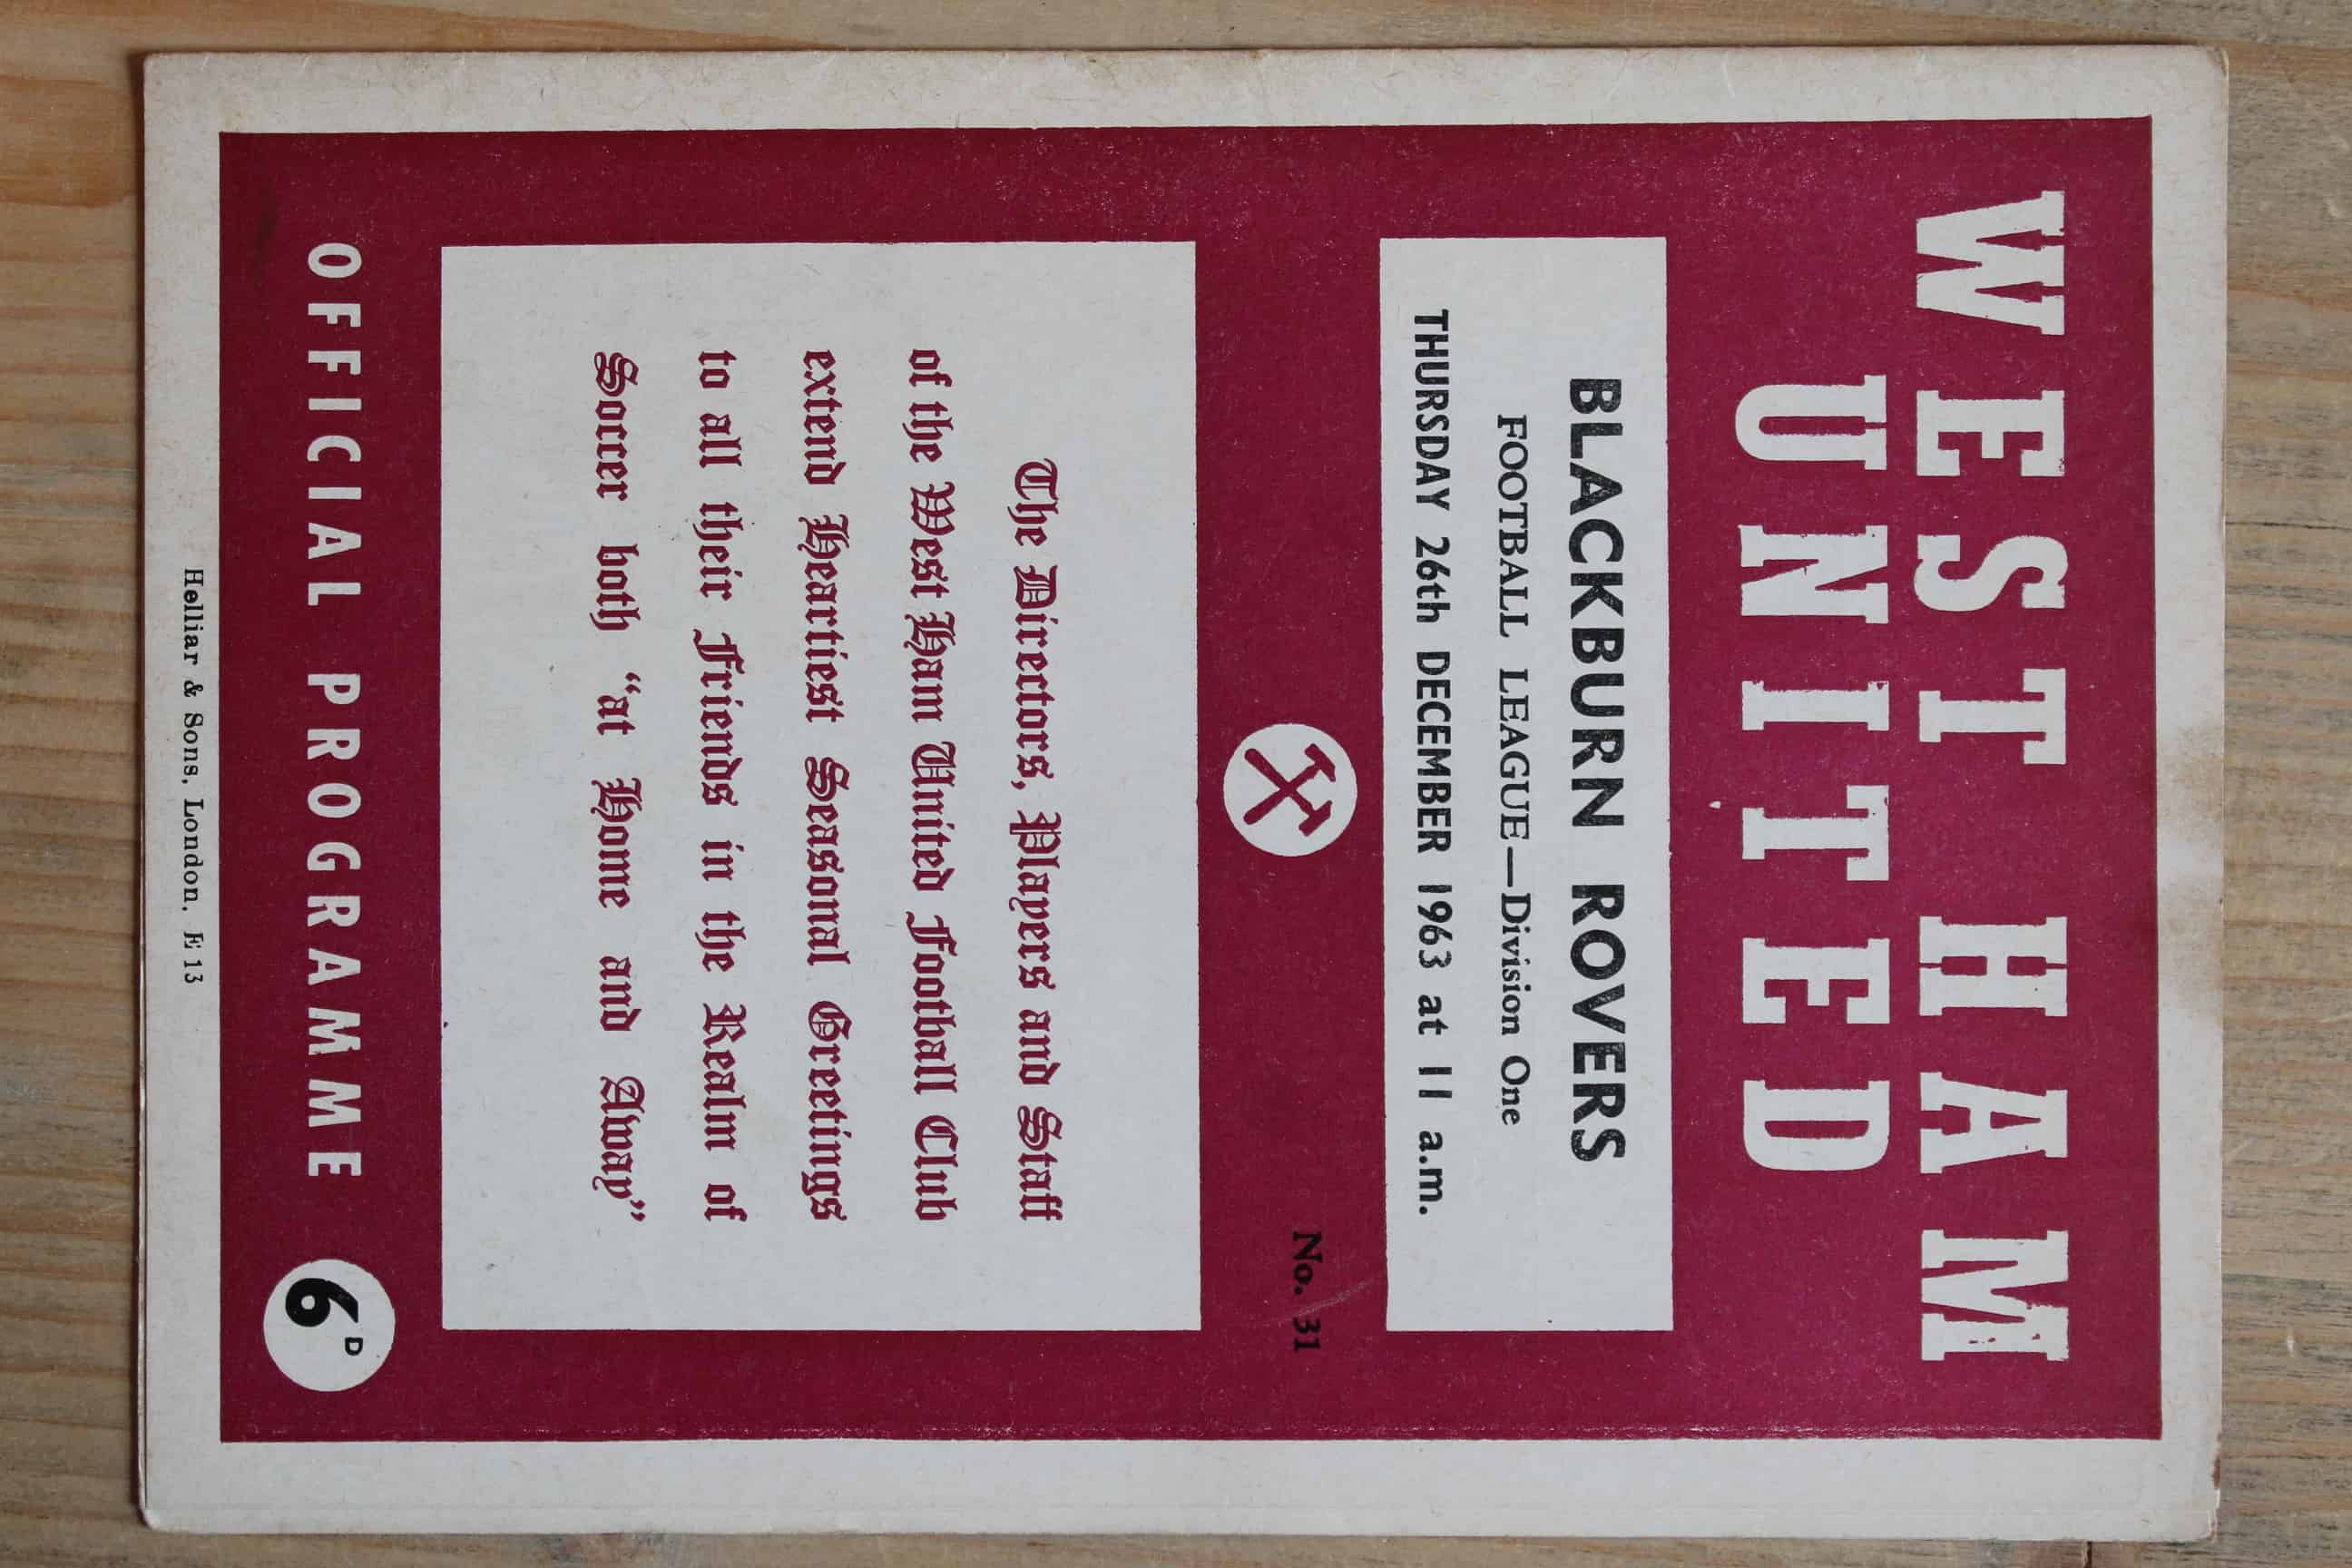 WEST HAM
UNITED
BLACKBURN ROVERS
FOOTBALL LEAGUE—Division One
THURSDAY 26th DECEMBER 1963 at 11 a.m.
No. 31
The Directors, Players and Staff
of the West Ham United Football Club
extend Heartiest Seasonal Greetings
to all their Friends in the Realm of
Soccer both “at Home and Away”
OFFICIAL PROGRAMME 6D
Helliar & Sons, London, E 13